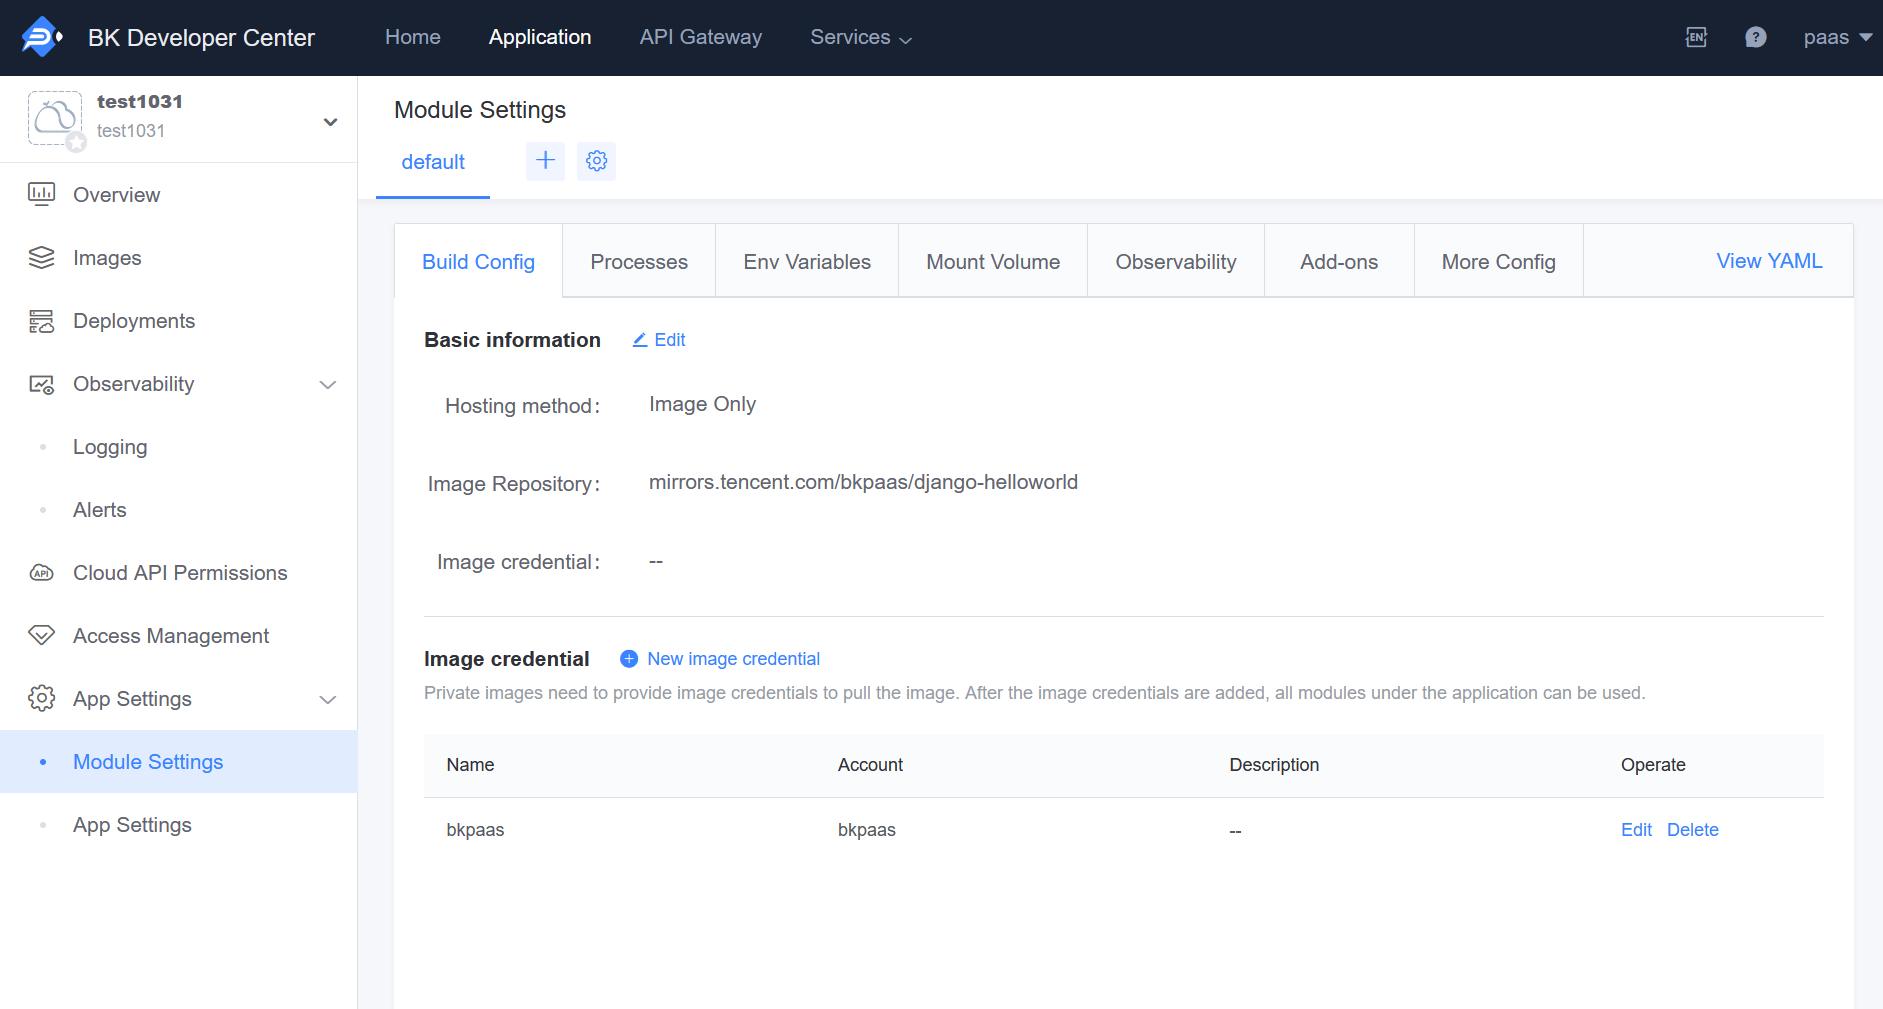 BK Developer Center
Home
Application
API Gateway
Services
EN
?
paas
test1031
test1031
Overview
Images
Deployments
Observability
Logging
Alerts
API
Cloud API Permissions
Access Management
App Settings
Module Settings
App Settings
Module Settings
default
Build Config
Processes
Env Variables
Mount Volume
Observability
Add-ons
More Config
View YAML
Basic information
Edit
Hosting method:
Image Only
Image Repository:
mirrors.tencent.com/bkpaas/django-helloworld
Image credential:
--
Image credential
New image credential
Private images need to provide image credentials to pull the image. After the image credentials are added, all modules under the application can be used.
Name
Account
Description
Operate
bkpaas
bkpaas
--
Edit
Delete